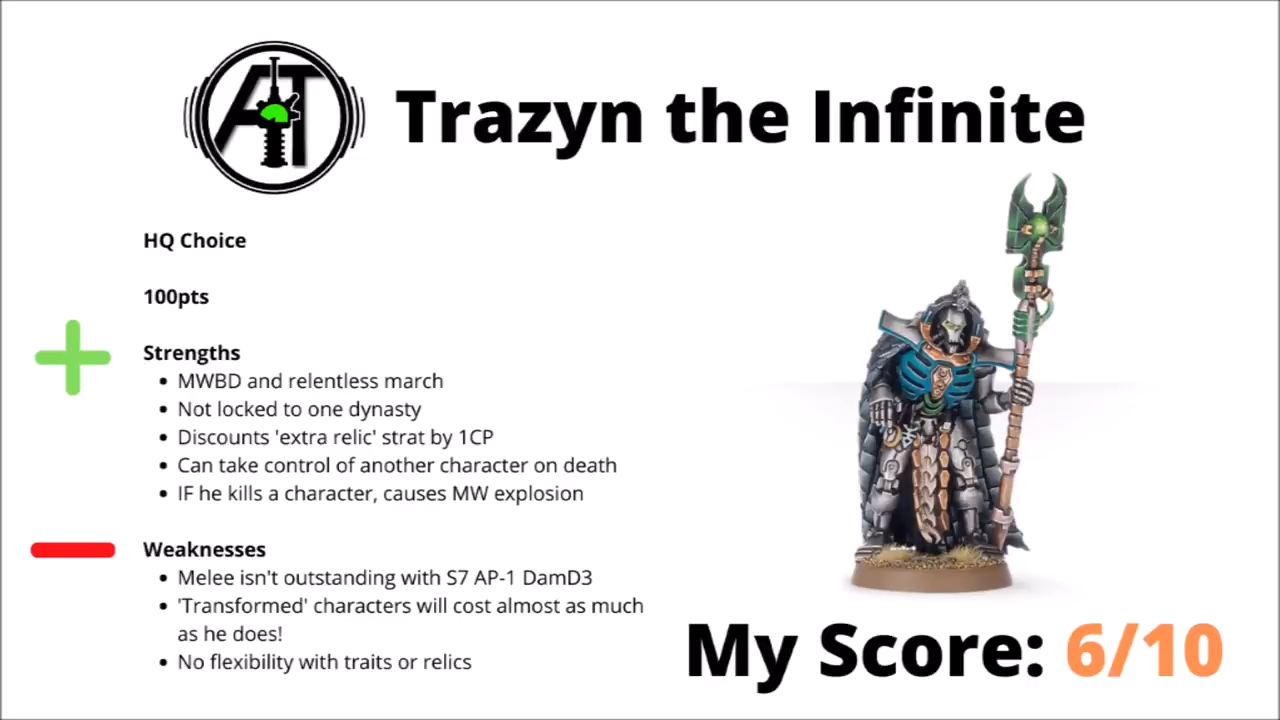 AT
Trazyn the Infinite
HQ Choice
100pts
Strengths
• MWBD and relentless march
• Not locked to one dynasty
• Discounts 'extra relic' strat by 1CP
• Can take control of another character on death
• IF he kills a character, causes MW explosion
Weaknesses
• Melee isn't outstanding with S7 AP-1 DamD3
• 'Transformed' characters will cost almost as much
as he does!
• No flexibility with traits or relics
My Score: 6/10